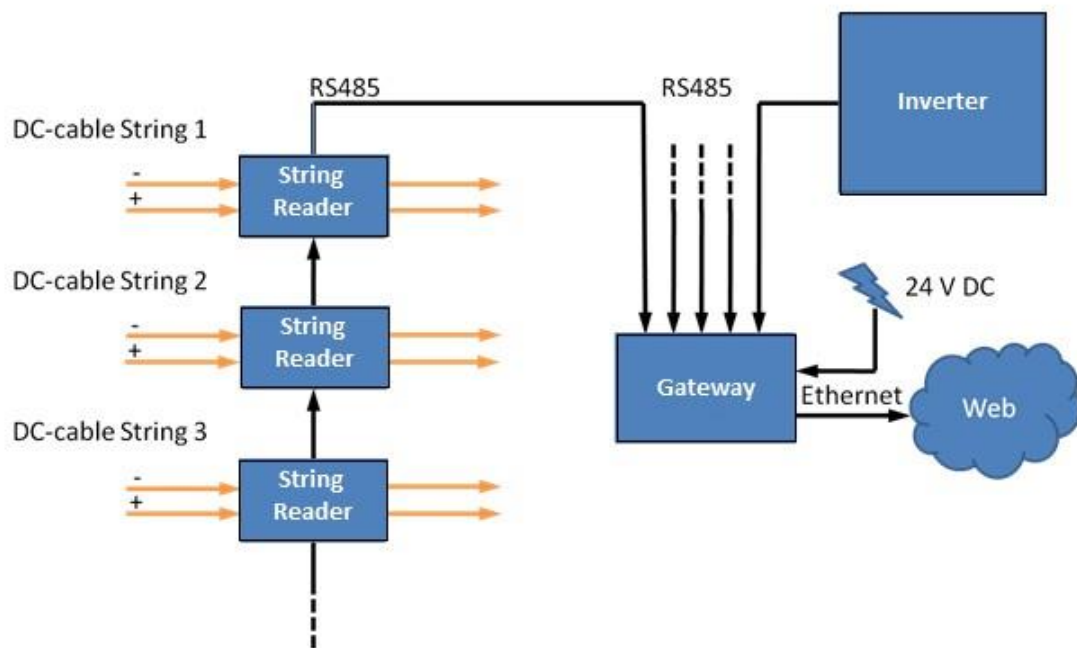 RS485
RS485
Inverter
DC-cable String 1
-
+
String
Reader
DC-cable String 2
-
+
String
Reader
24 V DC
Gateway
Ethernet
Web
DC-cable String 3
-
+
String
Reader